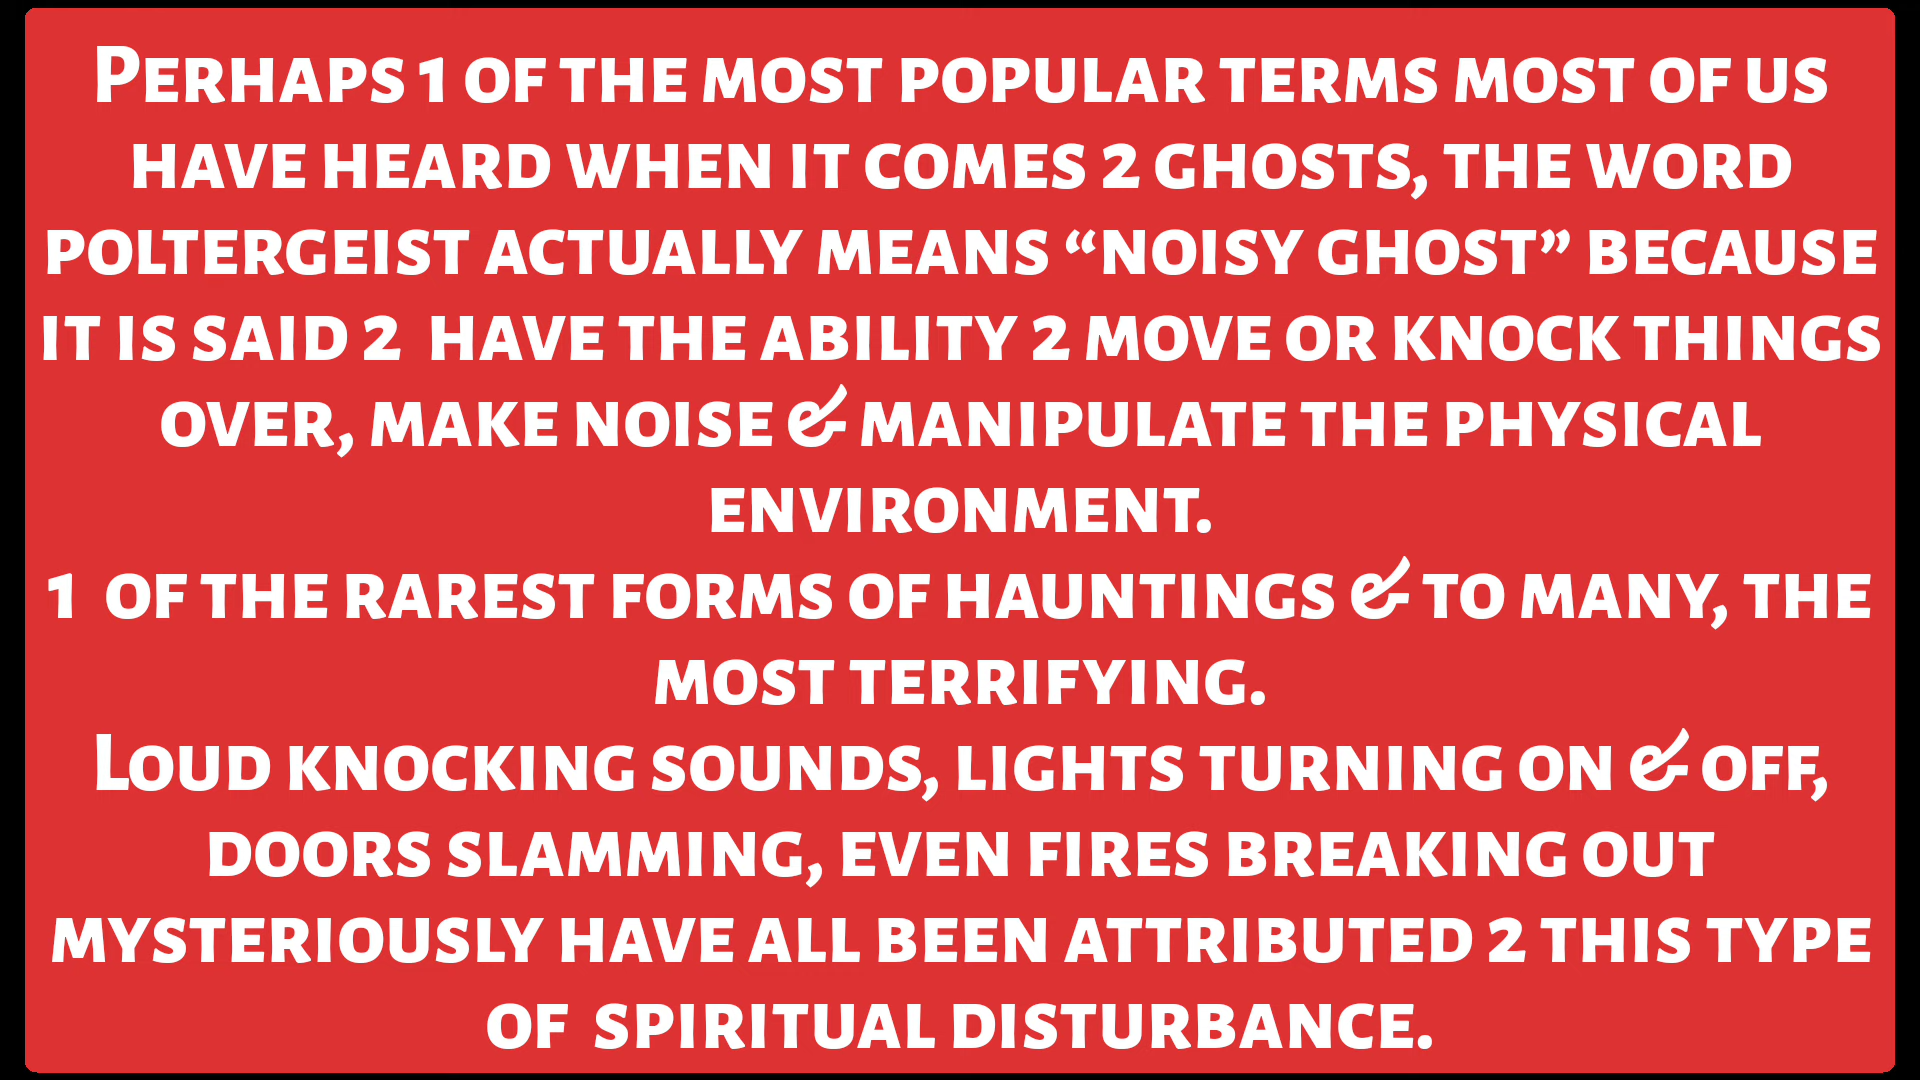 Perhaps 1 of the most popular terms most of us
have heard when it comes 2 ghosts, the word
poltergeist actually means “noisy ghost” because
it is said 2 have the ability 2 move or knock things
over, make noise & manipulate the physical
environment.
1 of the rarest forms of hauntings & to many, the
most terrifying.
Loud knocking sounds, lights turning on & off,
doors slamming, even fires breaking out
mysteriously have all been attributed 2 this type
of spiritual disturbance.